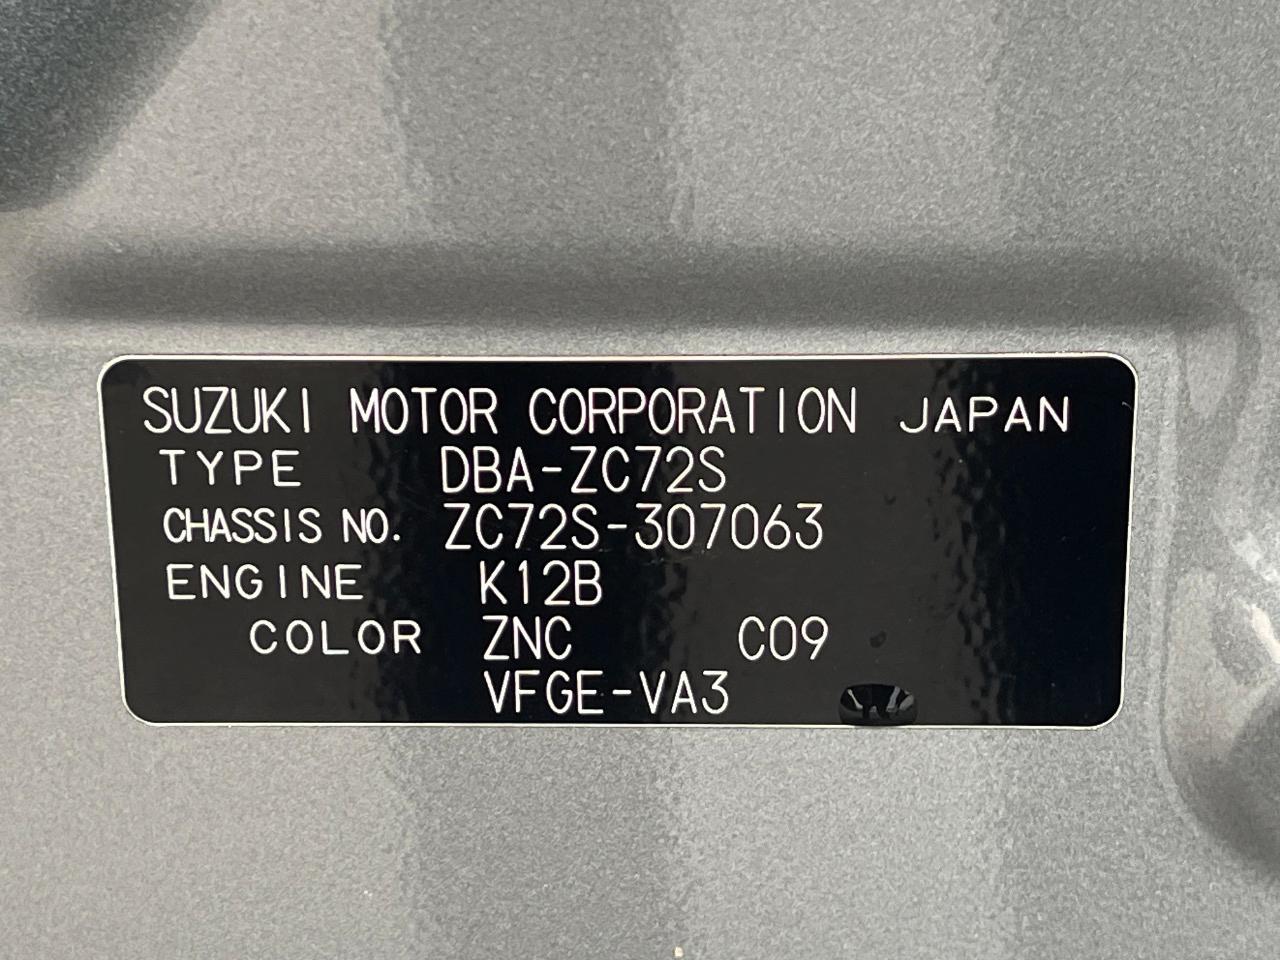 SUZUKI MOTOR CORPORATION JAPAN
TYPE DBA-ZC72S
CHASSIS NO. ZC72S-307063
ENGINE K12B
COLOR ZNC C09
VFGE-VA3